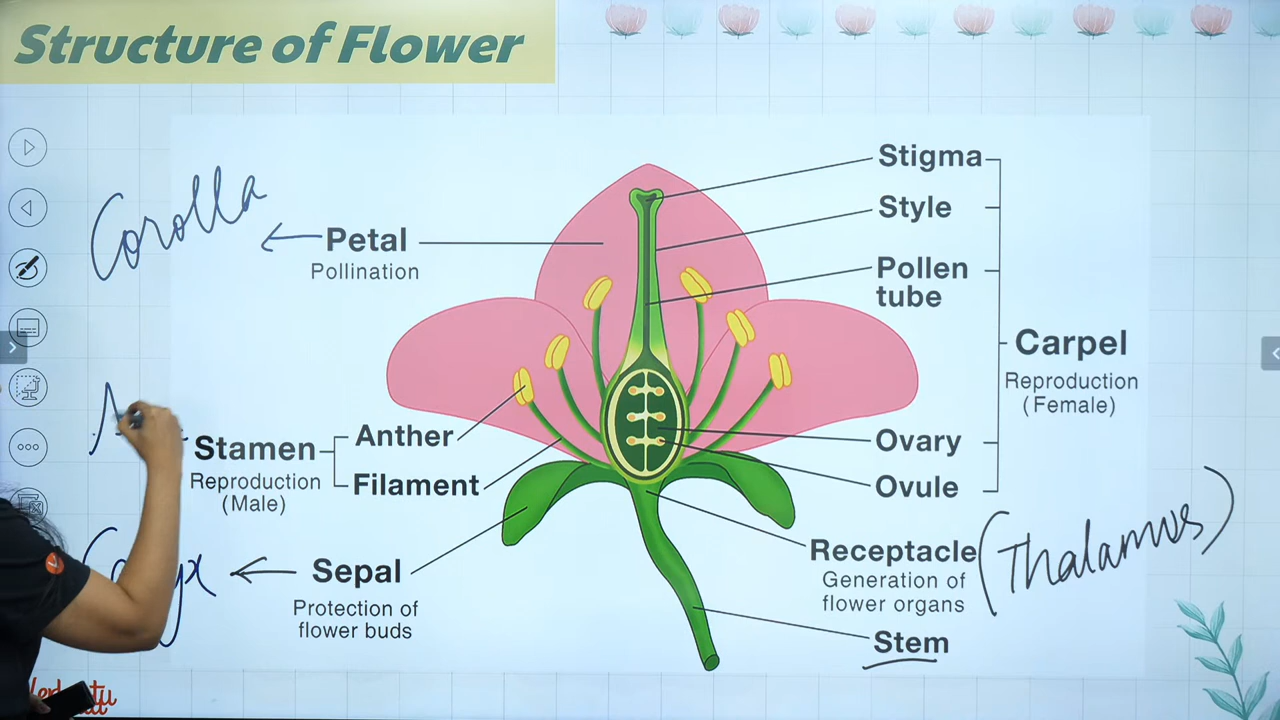 Structure of Flower
Corolla
Petal
Pollination
Stamen
Reproduction
(Male)
Anther
Filament
Sepal
Protection of
flower buds
Stigma
Style
Pollen
tube
Carpel
Reproduction
(Female)
Ovary
Ovule
Receptacle (Thalamus)
Generation of
flower organs
Stem